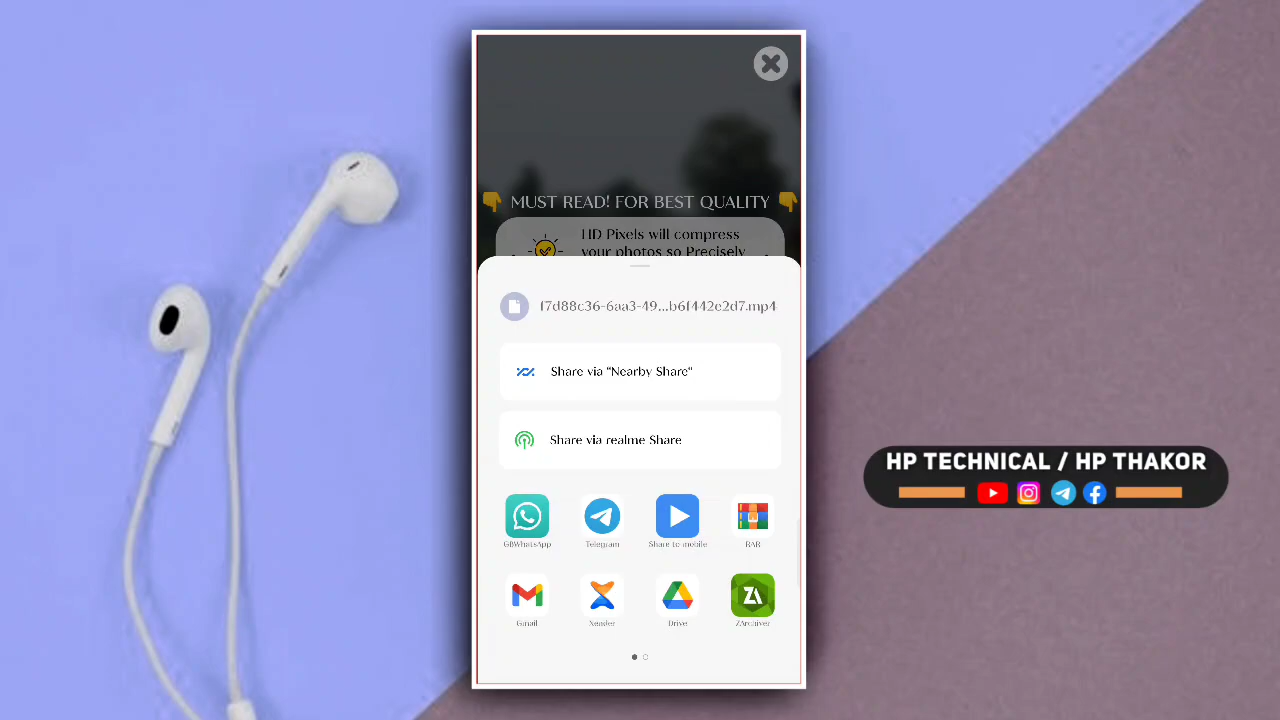 MUST READ! FOR BEST QUALITY
HD Pixels will compress
your photos so Precisely
f7d88c36-6aa3-49...b6f442e2d7.mp4
Share via "Nearby Share"
Share via realme Share
GBWhatsApp Telegram Share to mobile RAR
Gmail Xender Drive ZArchiver
HP TECHNICAL / HP THAKOR